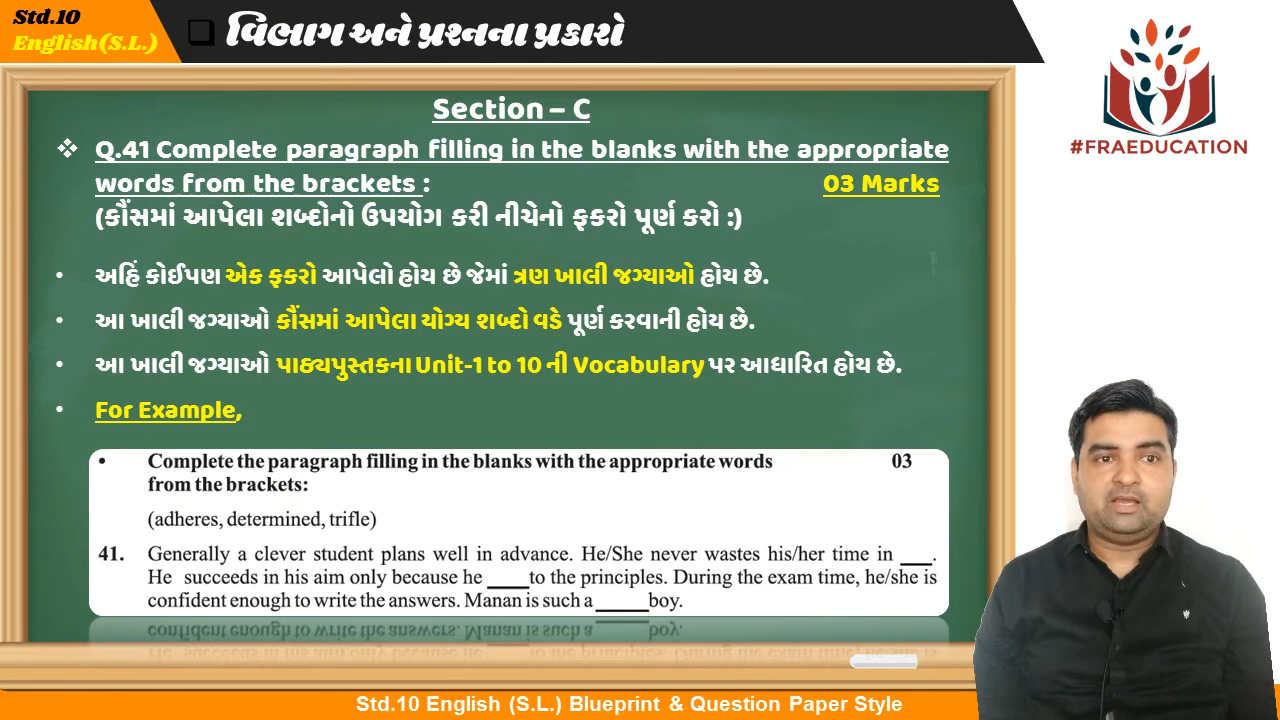 Std.10
English(S.L.)
❑ વિભાગ અને પ્રશ્નના પ્રકારો
#FRAEDUCATION
Section – C
❖ Q.41 Complete paragraph filling in the blanks with the appropriate
words from the brackets : 03 Marks
(કૌંસમાં આપેલા શબ્દોનો ઉપયોગ કરી નીચેનો ફકરો પૂર્ણ કરો :)
• અહિં કોઈપણ એક ફકરો આપેલો હોય છે જેમાં ત્રણ ખાલી જગ્યાઓ હોય છે.
• આ ખાલી જગ્યાઓ કૌંસમાં આપેલા યોગ્ય શબ્દો વડે પૂર્ણ કરવાની હોય છે.
• આ ખાલી જગ્યાઓ પાઠ્યપુસ્તકના Unit-1 to 10 ની Vocabulary પર આધારિત હોય છે.
• For Example,
• Complete the paragraph filling in the blanks with the appropriate words 03
from the brackets:
(adheres, determined, trifle)
41. Generally a clever student plans well in advance. He/She never wastes his/her time in ___.
He succeeds in his aim only because he ____to the principles. During the exam time, he/she is
confident enough to write the answers. Manan is such a _____boy.
Std.10 English (S.L.) Blueprint & Question Paper Style